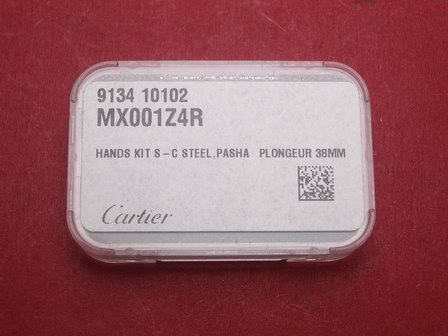 9134 10102
MX001Z4R
HANDS KIT S - C STEEL,PASHA PLONGEUR 38MM
Cartier